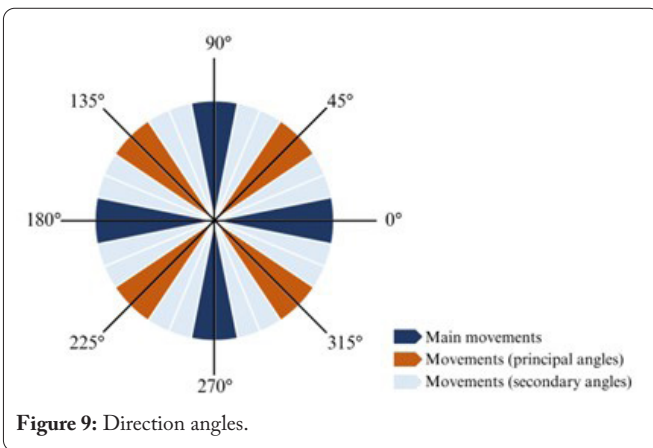 90°
135°
45°
180°
0°
225°
315°
270°
Main movements
Movements (principal angles)
Movements (secondary angles)
Figure 9: Direction angles.